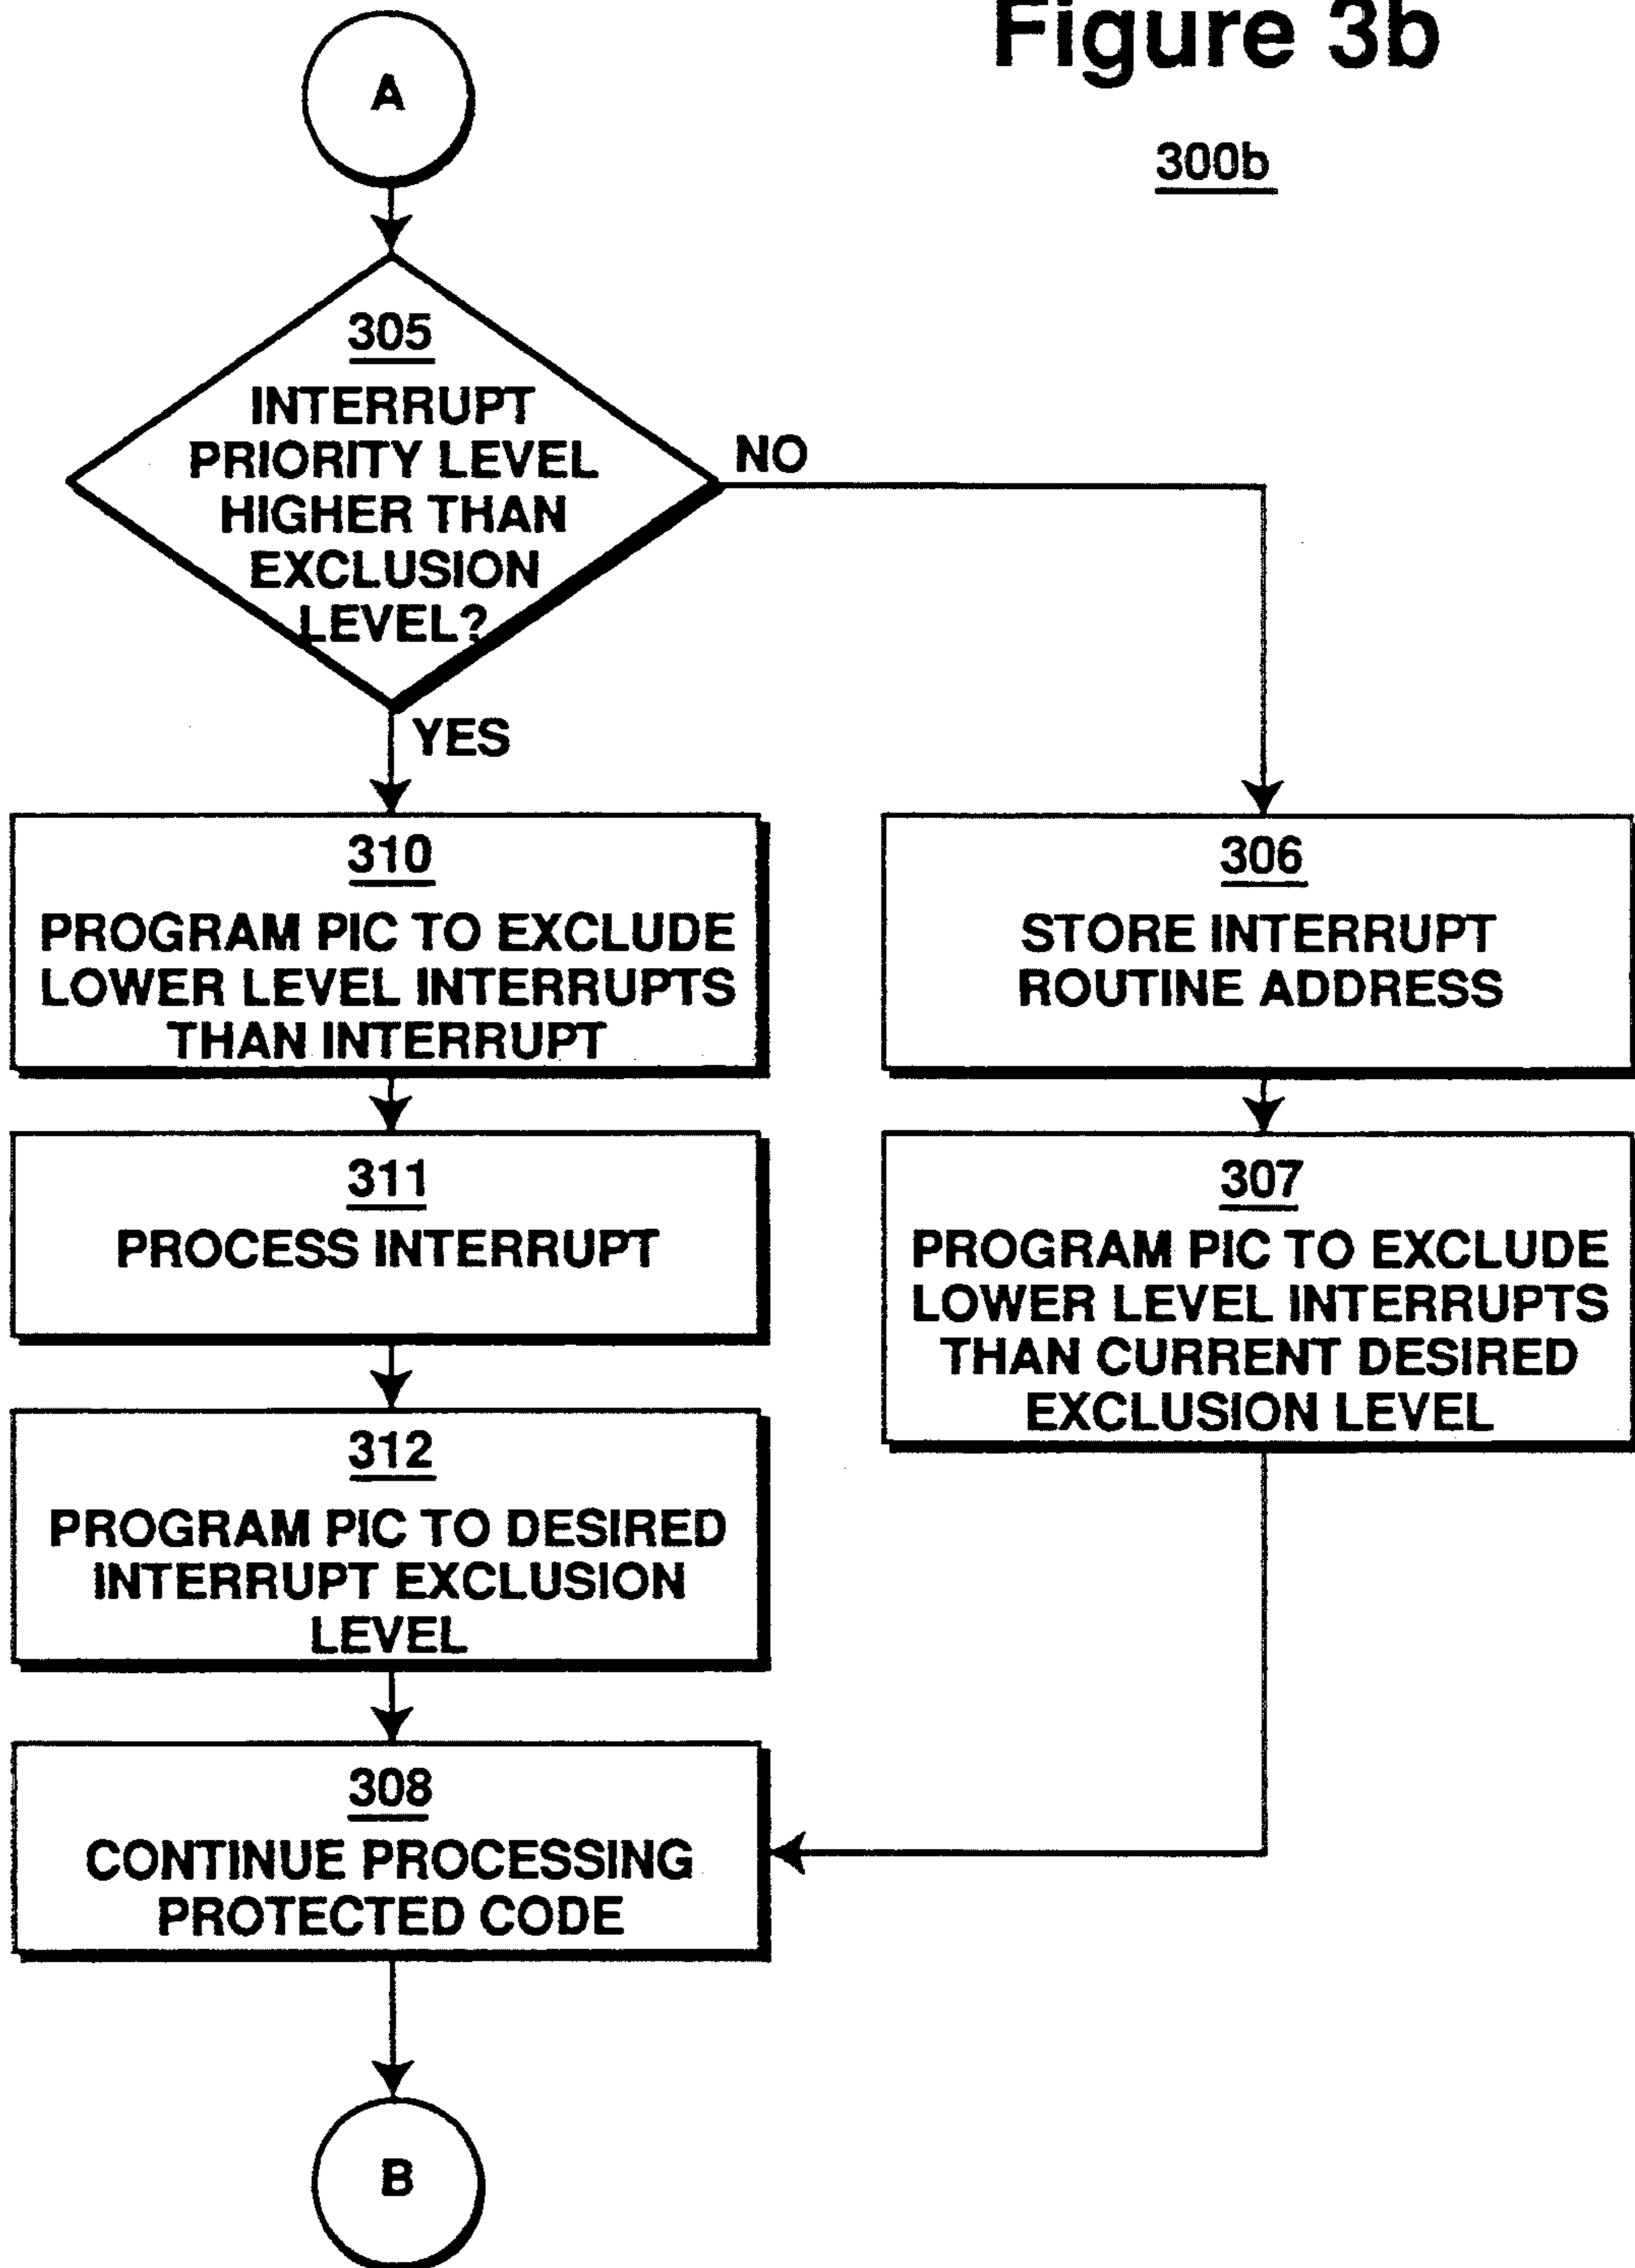 Figure 3b
300b
A
305
INTERRUPT
PRIORITY LEVEL
HIGHER THAN
EXCLUSION
LEVEL?
NO
YES
310
PROGRAM PIC TO EXCLUDE
LOWER LEVEL INTERRUPTS
THAN INTERRUPT
306
STORE INTERRUPT
ROUTINE ADDRESS
311
PROCESS INTERRUPT
307
PROGRAM PIC TO EXCLUDE
LOWER LEVEL INTERRUPTS
THAN CURRENT DESIRED
EXCLUSION LEVEL
312
PROGRAM PIC TO DESIRED
INTERRUPT EXCLUSION
LEVEL
308
CONTINUE PROCESSING
PROTECTED CODE
B